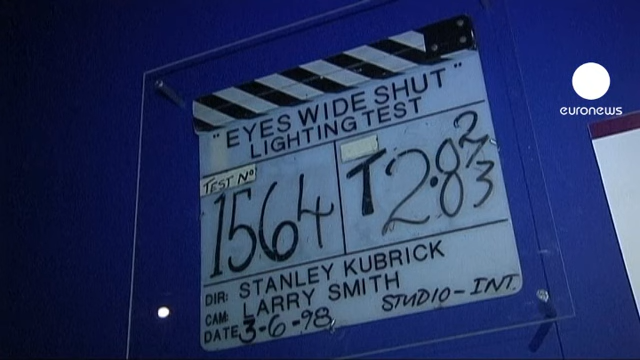 "EYES WIDE SHUT"
LIGHTING TEST
TEST Nº
1564
T 2·8 2/3
DIR: STANLEY KUBRICK
CAM: LARRY SMITH
DATE 3-6-98
STUDIO-INT.
euronews